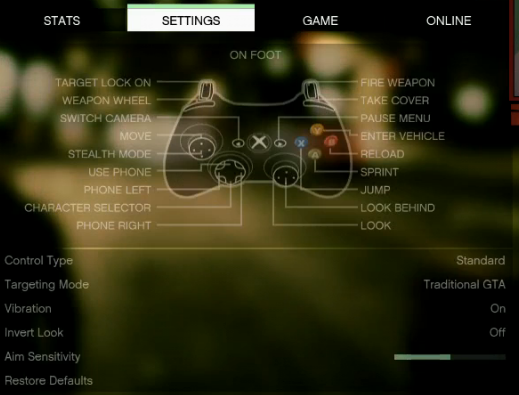 STATS SETTINGS GAME ONLINE
ON FOOT
TARGET LOCK ON FIRE WEAPON
WEAPON WHEEL TAKE COVER
SWITCH CAMERA PAUSE MENU
MOVE ENTER VEHICLE
STEALTH MODE RELOAD
USE PHONE SPRINT
PHONE LEFT JUMP
CHARACTER SELECTOR LOOK BEHIND
PHONE RIGHT LOOK
Control Type Standard
Targeting Mode Traditional GTA
Vibration On
Invert Look Off
Aim Sensitivity
Restore Defaults